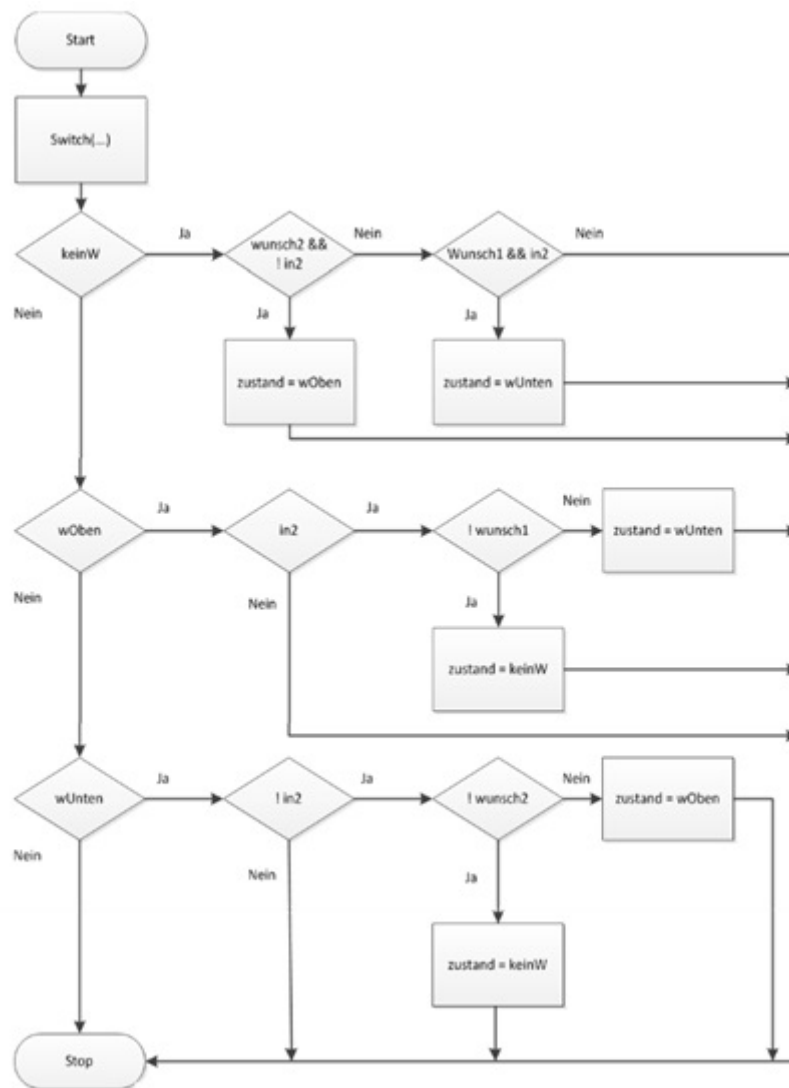 Start
Switch(...)
keinW
Ja
wunsch2 &&
! in2
Nein
Wunsch1 && in2
Nein
Nein
Ja
Ja
zustand = wOben
zustand = wUnten
wOben
Ja
in2
Ja
! wunsch1
Nein
zustand = wUnten
Nein
Nein
Ja
zustand = keinW
wUnten
Ja
! in2
Ja
! wunsch2
Nein
zustand = wOben
Nein
Nein
Ja
zustand = keinW
Stop